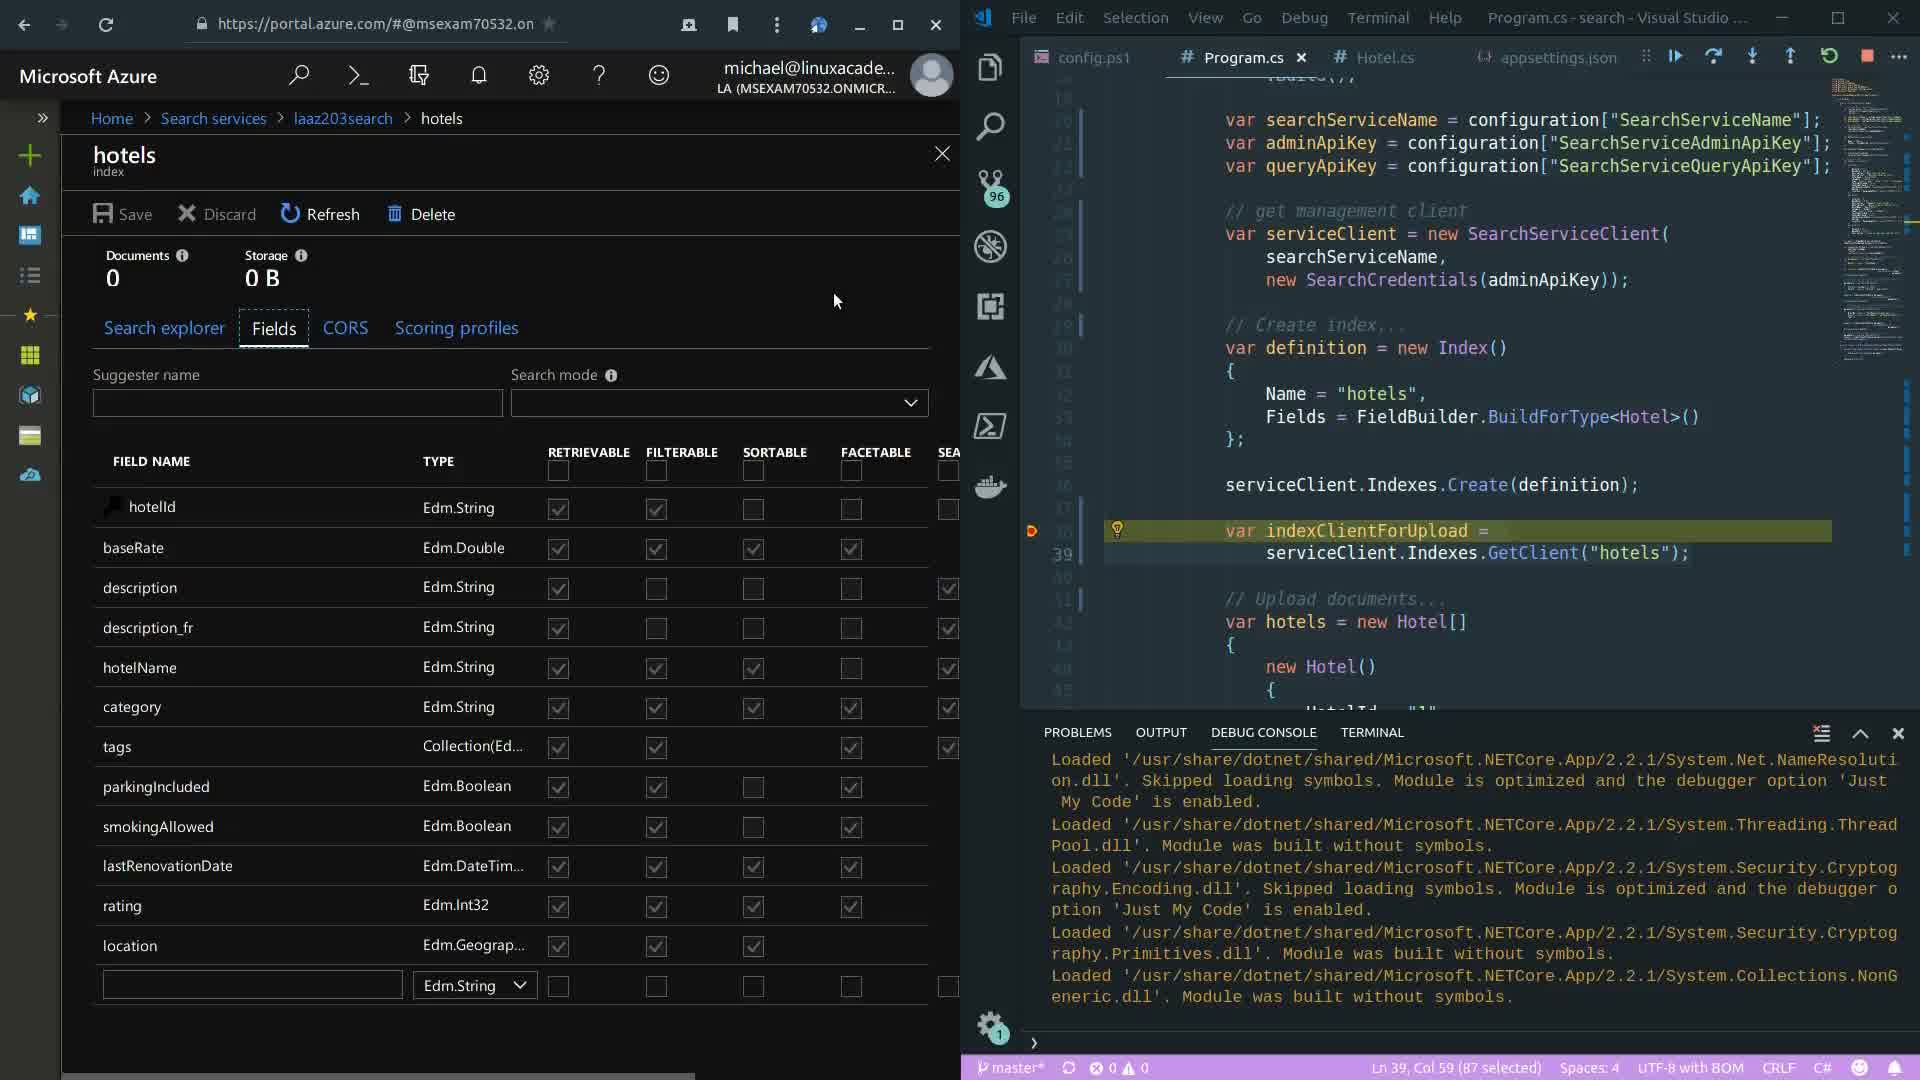 https://portal.azure.com/#@msexam70532.on
Microsoft Azure
michael@linuxacade...
LA (MSEXAM70532.ONMICR...
Home > Search services > laaz203search > hotels
hotels
index
Save Discard Refresh Delete
Documents Storage
0 0 B
Search explorer Fields CORS Scoring profiles
Suggester name Search mode
FIELD NAME TYPE RETRIEVABLE FILTERABLE SORTABLE FACETABLE SEA
hotelId Edm.String
baseRate Edm.Double
description Edm.String
description_fr Edm.String
hotelName Edm.String
category Edm.String
tags Collection(Ed...
parkingIncluded Edm.Boolean
smokingAllowed Edm.Boolean
lastRenovationDate Edm.DateTim...
rating Edm.Int32
location Edm.Geograp...
Edm.String
File Edit Selection View Go Debug Terminal Help Program.cs - search - Visual Studio ...
config.ps1 Program.cs Hotel.cs appsettings.json
96
var searchServiceName = configuration["SearchServiceName"];
var adminApiKey = configuration["SearchServiceAdminApiKey"];
var queryApiKey = configuration["SearchServiceQueryApiKey"];
// get management client
var serviceClient = new SearchServiceClient(
searchServiceName,
new SearchCredentials(adminApiKey));
// Create index...
var definition = new Index()
{
Name = "hotels",
Fields = FieldBuilder.BuildForType<Hotel>()
};
serviceClient.Indexes.Create(definition);
var indexClientForUpload =
39 serviceClient.Indexes.GetClient("hotels");
// Upload documents...
var hotels = new Hotel[]
{
new Hotel()
{
PROBLEMS OUTPUT DEBUG CONSOLE TERMINAL
Loaded '/usr/share/dotnet/shared/Microsoft.NETCore.App/2.2.1/System.Net.NameResoluti
on.dll'. Skipped loading symbols. Module is optimized and the debugger option 'Just
My Code' is enabled.
Loaded '/usr/share/dotnet/shared/Microsoft.NETCore.App/2.2.1/System.Threading.Thread
Pool.dll'. Module was built without symbols.
Loaded '/usr/share/dotnet/shared/Microsoft.NETCore.App/2.2.1/System.Security.Cryptog
raphy.Encoding.dll'. Skipped loading symbols. Module is optimized and the debugger o
ption 'Just My Code' is enabled.
Loaded '/usr/share/dotnet/shared/Microsoft.NETCore.App/2.2.1/System.Security.Cryptog
raphy.Primitives.dll'. Module was built without symbols.
Loaded '/usr/share/dotnet/shared/Microsoft.NETCore.App/2.2.1/System.Collections.NonG
eneric.dll'. Module was built without symbols.
1
master* 0 0 Ln 39, Col 59 (87 selected) Spaces: 4 UTF-8 with BOM CRLF C#